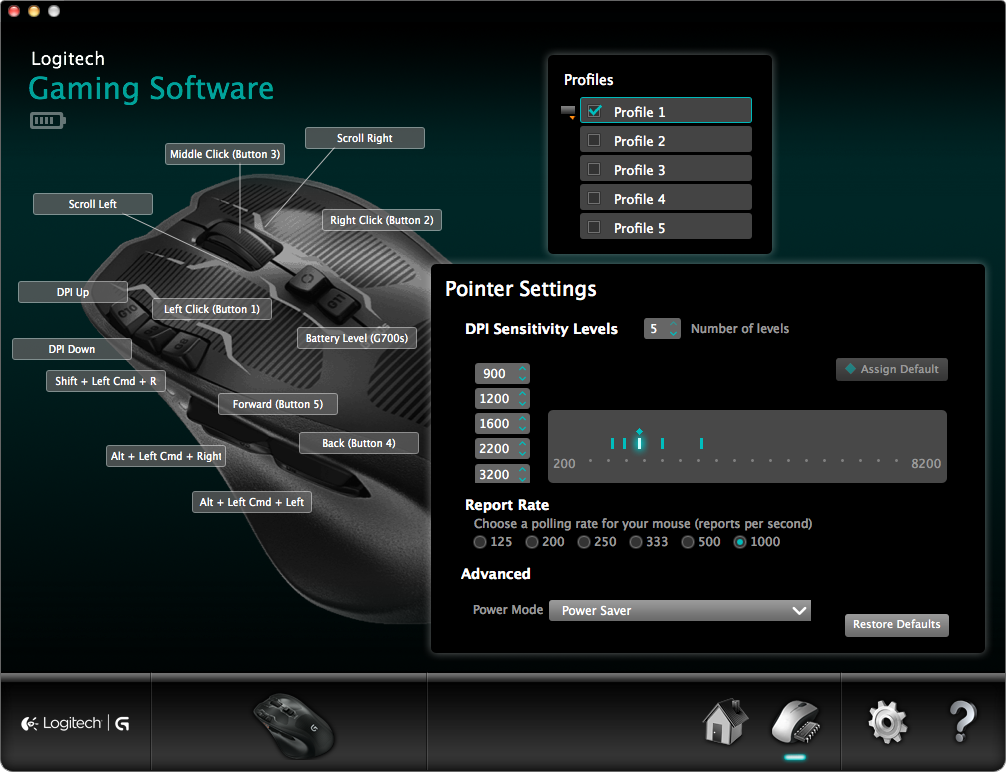 Logitech
Gaming Software
Profiles
Profile 1
Profile 2
Profile 3
Profile 4
Profile 5
Scroll Right
Middle Click (Button 3)
Scroll Left
Right Click (Button 2)
DPI Up
Left Click (Button 1)
Battery Level (G700s)
DPI Down
Shift + Left Cmd + R
Forward (Button 5)
Back (Button 4)
Alt + Left Cmd + Right
Alt + Left Cmd + Left
G10
G9
G11
Pointer Settings
DPI Sensitivity Levels 5 Number of levels
Assign Default
900
1200
1600
2200
3200
200 8200
Report Rate
Choose a polling rate for your mouse (reports per second)
125 200 250 333 500 1000
Advanced
Power Mode Power Saver
Restore Defaults
Logitech | G